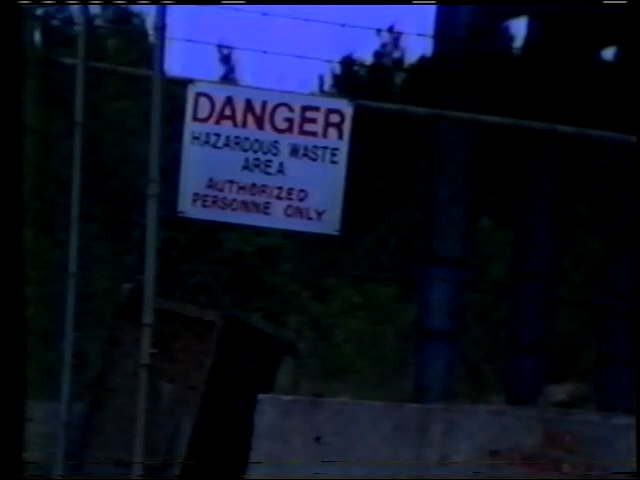 DANGER
HAZARDOUS WASTE
AREA
AUTHORIZED
PERSONNE ONLY